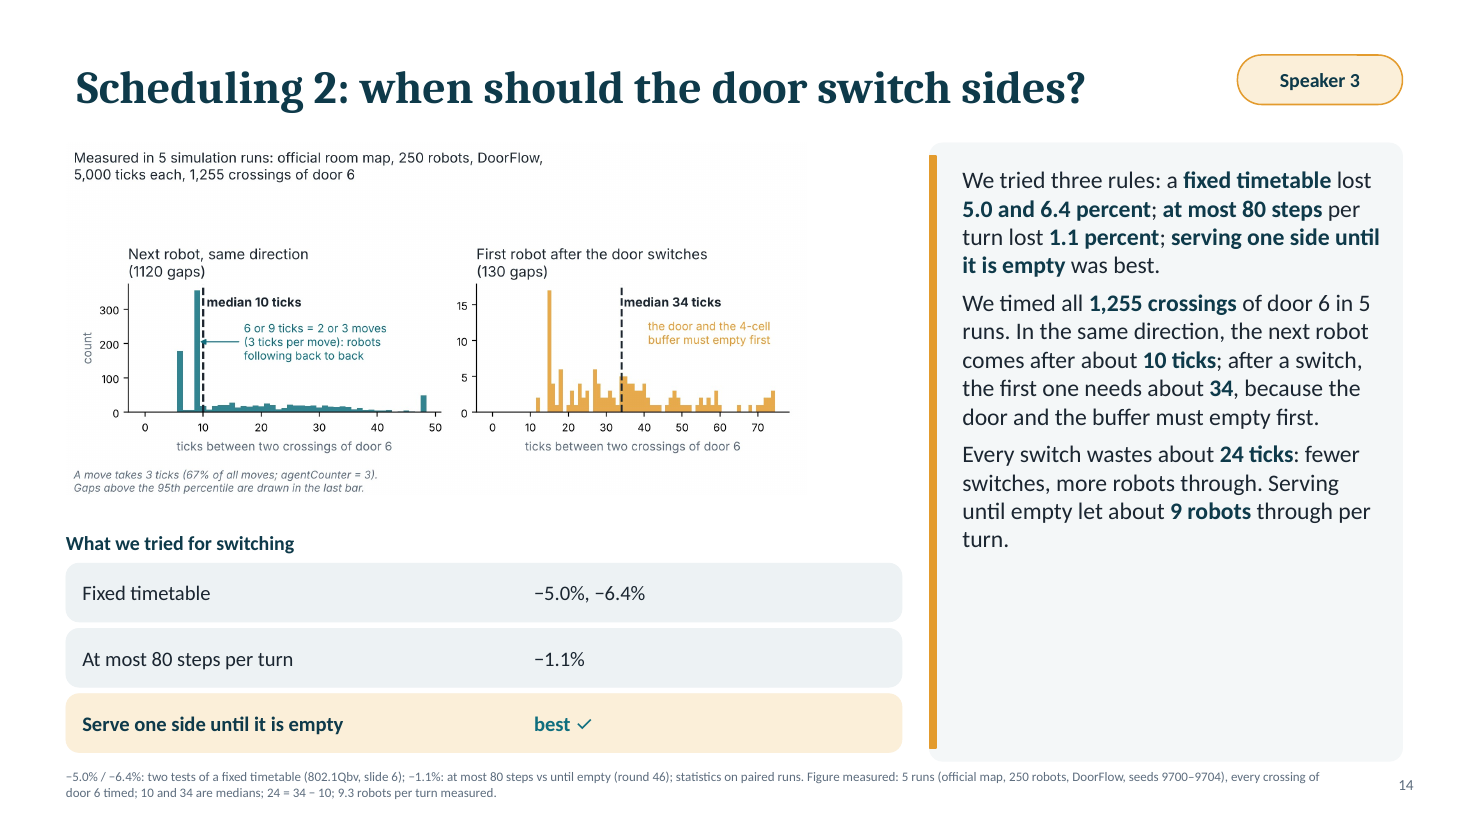 Scheduling 2: when should the door switch sides?
Speaker 3
Measured in 5 simulation runs: official room map, 250 robots, DoorFlow,
5,000 ticks each, 1,255 crossings of door 6
Next robot, same direction
(1120 gaps)
median 10 ticks
6 or 9 ticks = 2 or 3 moves
(3 ticks per move): robots
following back to back
count
300
200
100
0
0 10 20 30 40 50
ticks between two crossings of door 6
First robot after the door switches
(130 gaps)
median 34 ticks
the door and the 4-cell
buffer must empty first
15
10
5
0
0 10 20 30 40 50 60 70
ticks between two crossings of door 6
A move takes 3 ticks (67% of all moves; agentCounter = 3).
Gaps above the 95th percentile are drawn in the last bar.
What we tried for switching
Fixed timetable −5.0%, −6.4%
At most 80 steps per turn −1.1%
Serve one side until it is empty best ✓
We tried three rules: a fixed timetable lost
5.0 and 6.4 percent; at most 80 steps per
turn lost 1.1 percent; serving one side until
it is empty was best.
We timed all 1,255 crossings of door 6 in 5
runs. In the same direction, the next robot
comes after about 10 ticks; after a switch,
the first one needs about 34, because the
door and the buffer must empty first.
Every switch wastes about 24 ticks: fewer
switches, more robots through. Serving
until empty let about 9 robots through per
turn.
−5.0% / −6.4%: two tests of a fixed timetable (802.1Qbv, slide 6); −1.1%: at most 80 steps vs until empty (round 46); statistics on paired runs. Figure measured: 5 runs (official map, 250 robots, DoorFlow, seeds 9700–9704), every crossing of
door 6 timed; 10 and 34 are medians; 24 = 34 − 10; 9.3 robots per turn measured.
14